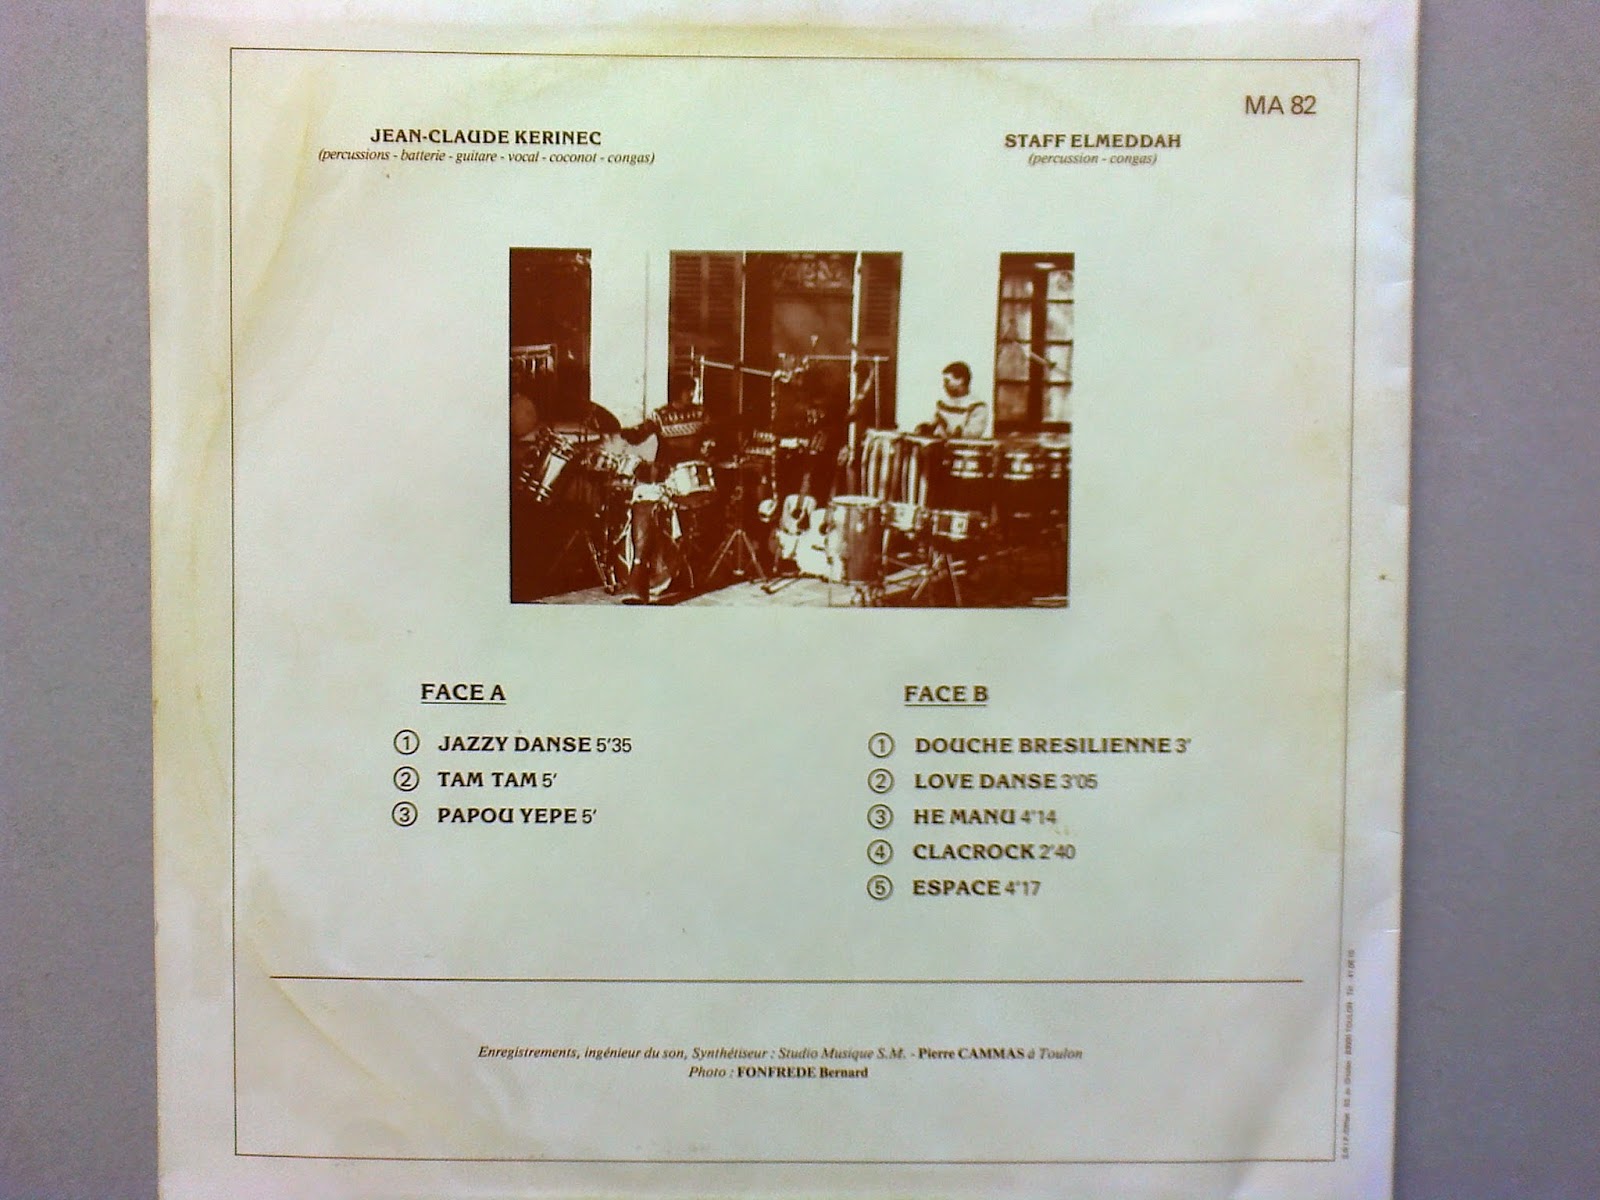 MA 82
JEAN-CLAUDE KERINEC
(percussions - batterie - guitare - vocal - coconot - congas)
STAFF ELMEDDAH
(percussion - congas)
FACE A
1 JAZZY DANSE 5'35
2 TAM TAM 5'
3 PAPOU YEPE 5'
FACE B
1 DOUCHE BRESILIENNE 3'
2 LOVE DANSE 3'05
3 HE MANU 4'14
4 CLACROCK 2'40
5 ESPACE 4'17
Enregistrements, ingénieur du son, Synthétiseur : Studio Musique S.M. - Pierre CAMMAS à Toulon
Photo : FONFREDE Bernard
83000 TOULON